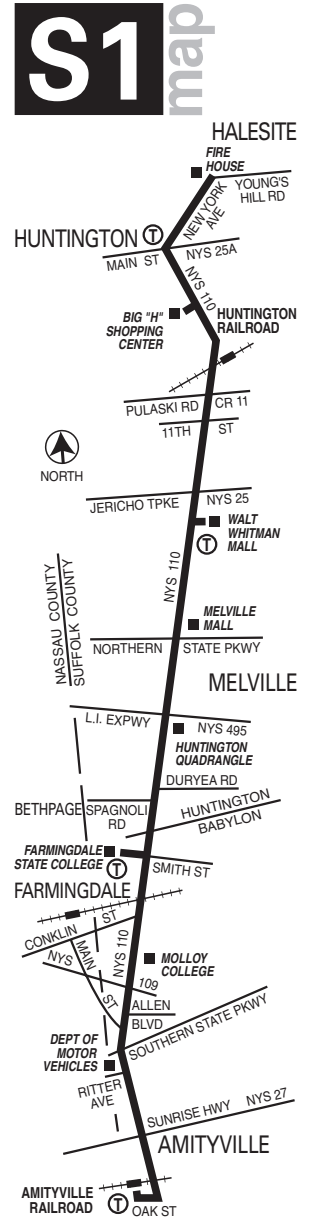 S1
map
HALESITE
FIRE
HOUSE
YOUNG'S
HILL RD
NEW YORK
AVE
HUNTINGTON T
MAIN ST
NYS 25A
NYS 110
BIG "H"
SHOPPING
CENTER
HUNTINGTON
RAILROAD
PULASKI RD CR 11
11TH ST
NORTH
JERICHO TPKE NYS 25
WALT
WHITMAN
MALL
T
NYS 110
NASSAU COUNTY
SUFFOLK COUNTY
MELVILLE
MALL
NORTHERN STATE PKWY
MELVILLE
L.I. EXPWY NYS 495
HUNTINGTON
QUADRANGLE
DURYEA RD
BETHPAGE SPAGNOLI
RD
HUNTINGTON
BABYLON
FARMINGDALE
STATE COLLEGE T
SMITH ST
FARMINGDALE
CONKLIN ST
NYS 109
MAIN ST
NYS 110
MOLLOY
COLLEGE
ALLEN
BLVD
DEPT OF
MOTOR
VEHICLES
SOUTHERN STATE PKWY
RITTER
AVE
SUNRISE HWY NYS 27
AMITYVILLE
AMITYVILLE
RAILROAD T
OAK ST